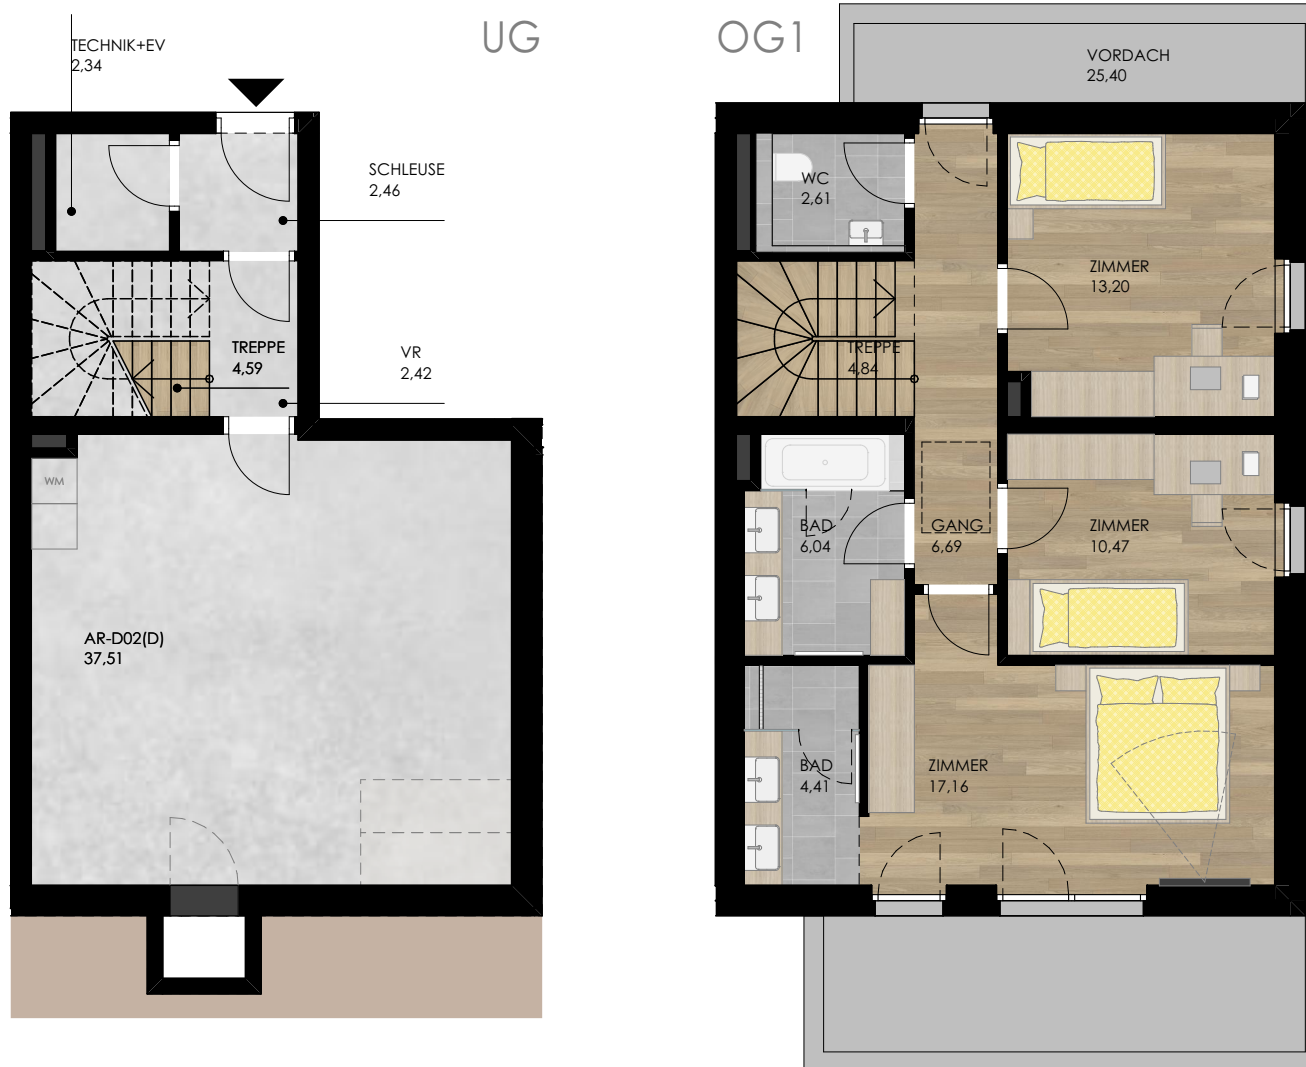 UG
TECHNIK+EV
2,34
SCHLEUSE
2,46
TREPPE
4,59
VR
2,42
WM
AR-D02(D)
37,51
OG1
VORDACH
25,40
WC
2,61
ZIMMER
13,20
TREPPE
4,84
BAD
6,04
GANG
6,69
ZIMMER
10,47
BAD
4,41
ZIMMER
17,16